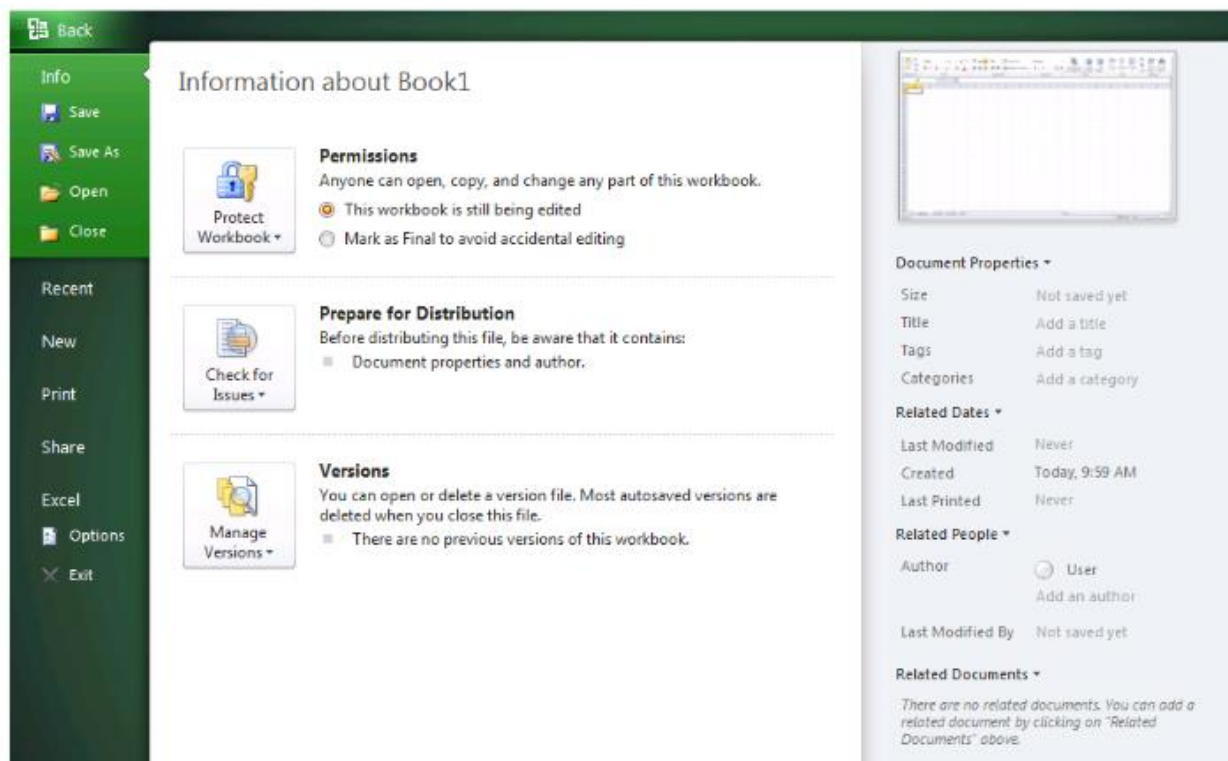 Back
Info
Save
Save As
Open
Close
Recent
New
Print
Share
Excel
Options
Exit
Information about Book1
Protect
Workbook
Permissions
Anyone can open, copy, and change any part of this workbook.
This workbook is still being edited
Mark as Final to avoid accidental editing
Check for
Issues
Prepare for Distribution
Before distributing this file, be aware that it contains:
Document properties and author.
Manage
Versions
Versions
You can open or delete a version file. Most autosaved versions are
deleted when you close this file.
There are no previous versions of this workbook.
Document Properties
Size Not saved yet
Title Add a title
Tags Add a tag
Categories Add a category
Related Dates
Last Modified Never
Created Today, 9:59 AM
Last Printed Never
Related People
Author User
Add an author
Last Modified By Not saved yet
Related Documents
There are no related documents. You can add a
related document by clicking on "Related
Documents" above.